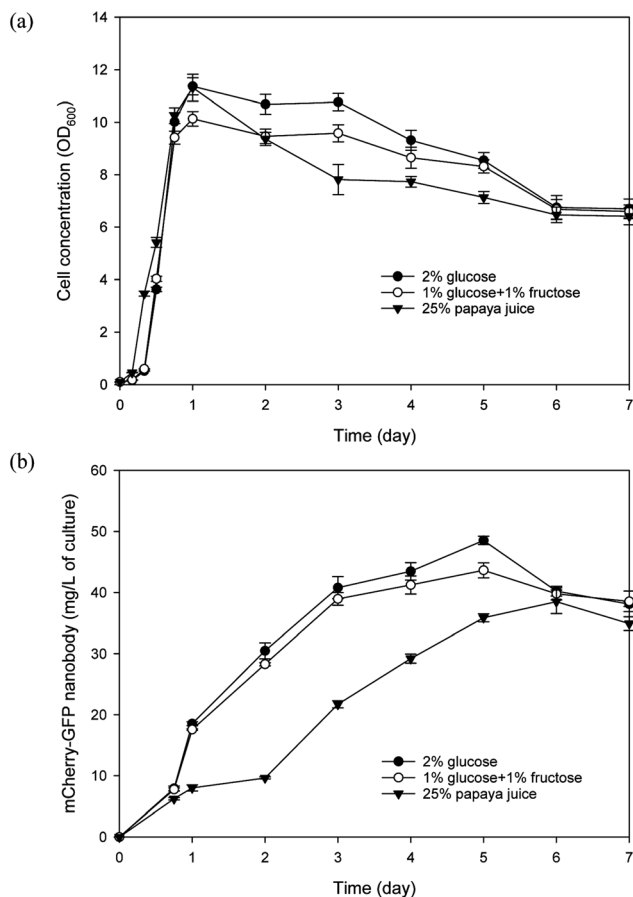 (a)
14
12
10
8
6
4
2
0
Cell concentration (OD600)
2% glucose
1% glucose+1% fructose
25% papaya juice
0 1 2 3 4 5 6 7
Time (day)
(b)
60
50
40
30
20
10
0
mCherry-GFP nanobody (mg/L of culture)
2% glucose
1% glucose+1% fructose
25% papaya juice
0 1 2 3 4 5 6 7
Time (day)